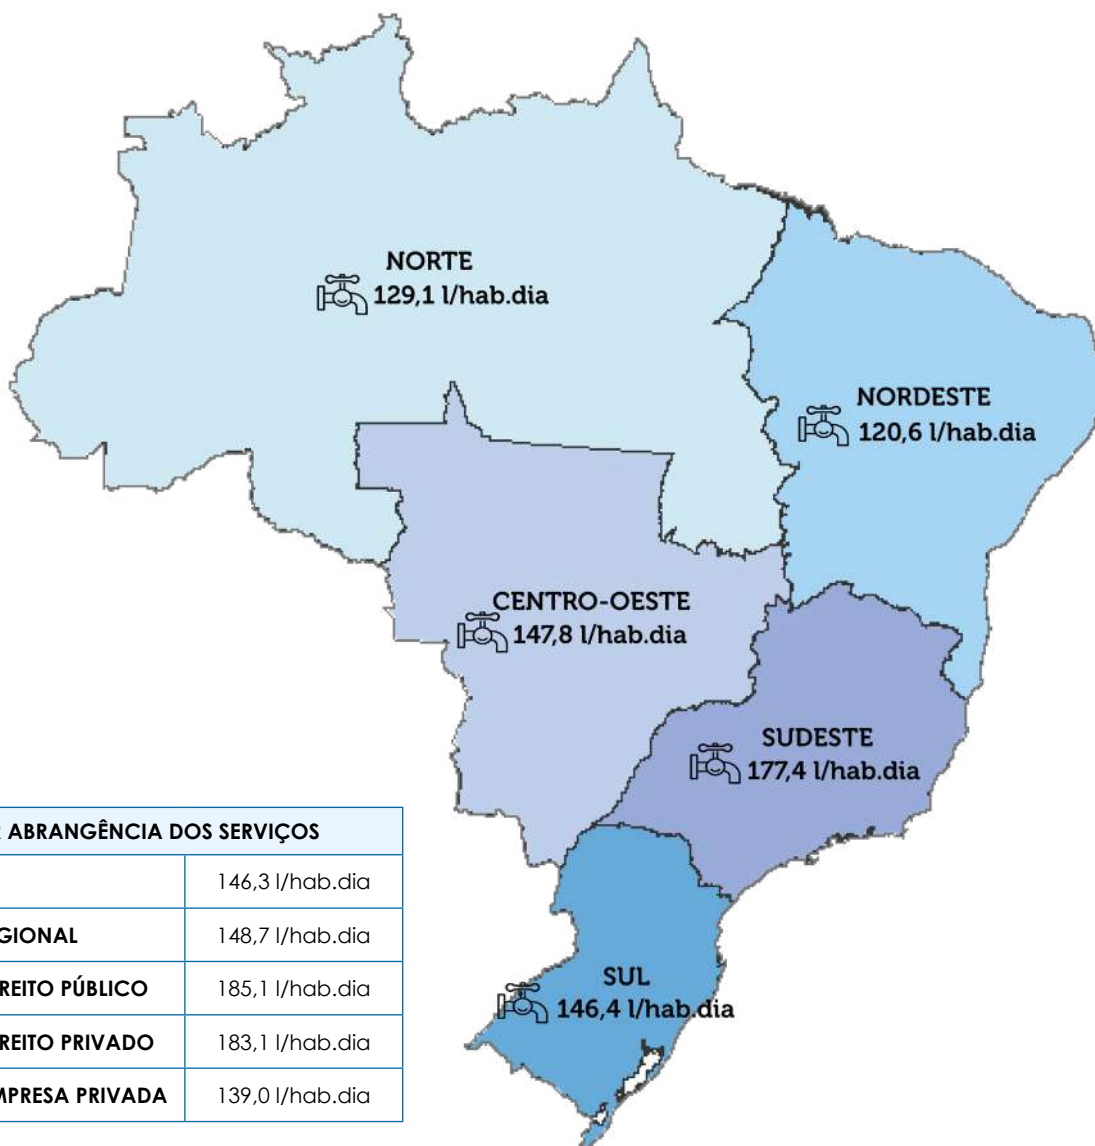 NORTE
129,1 l/hab.dia
NORDESTE
120,6 l/hab.dia
CENTRO-OESTE
147,8 l/hab.dia
SUDESTE
177,4 l/hab.dia
SUL
146,4 l/hab.dia
ABRANGÊNCIA DOS SERVIÇOS
146,3 l/hab.dia
GIONAL 148,7 l/hab.dia
REITO PÚBLICO 185,1 l/hab.dia
REITO PRIVADO 183,1 l/hab.dia
MPRESA PRIVADA 139,0 l/hab.dia